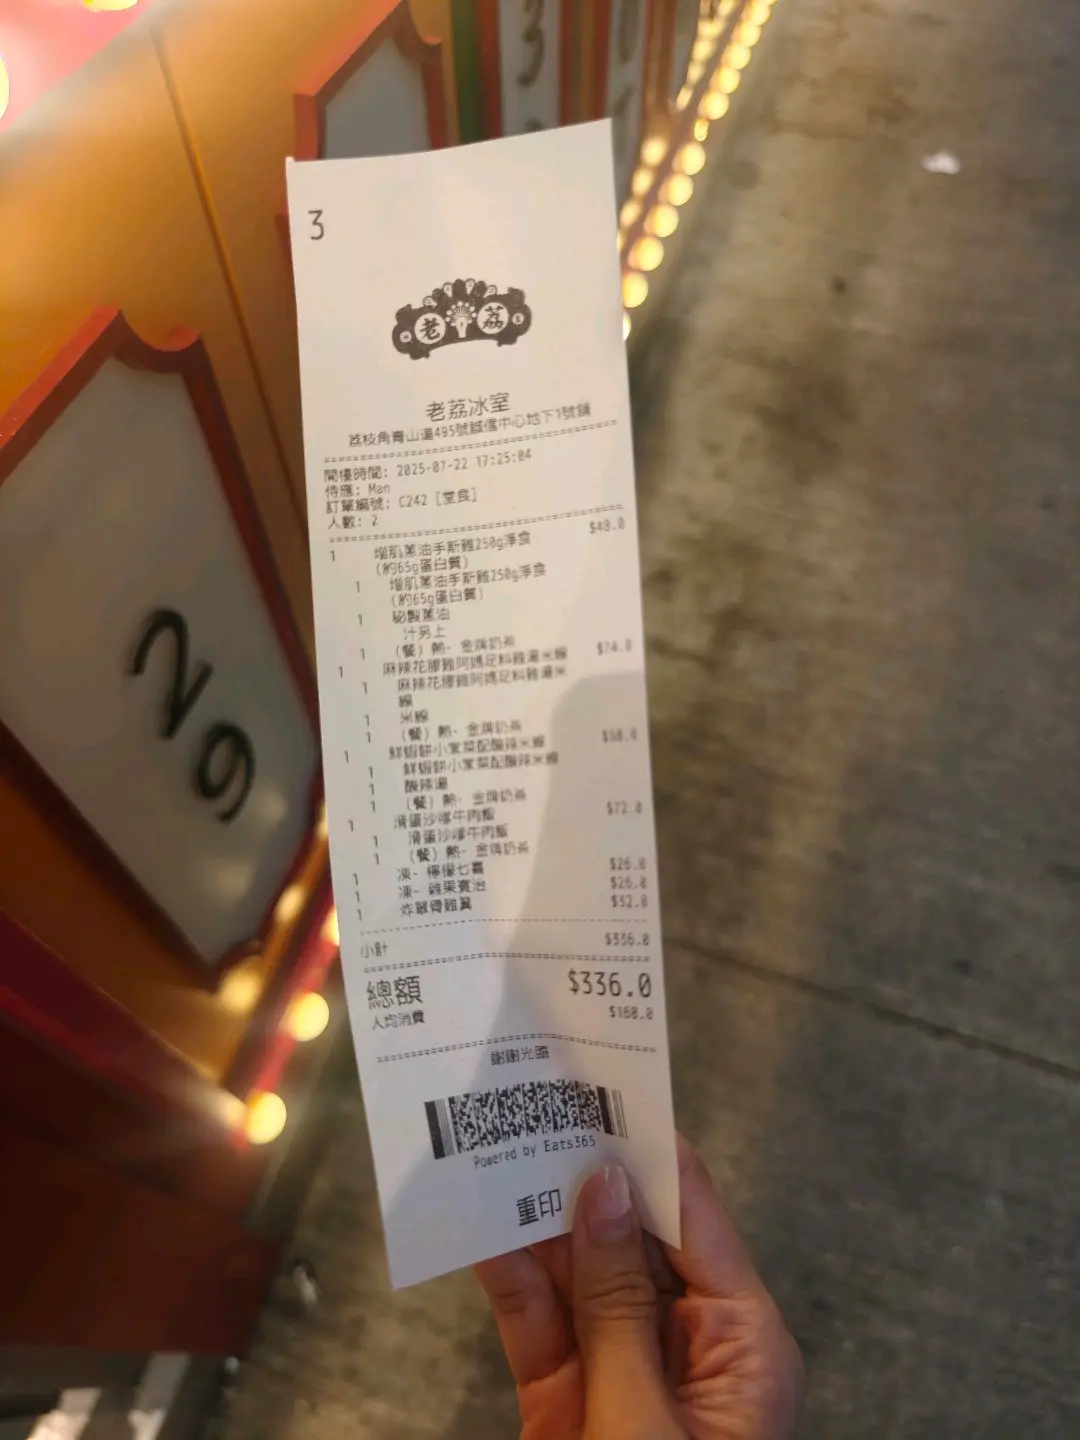 3
老 荔
老荔冰室
荔枝角青山道495號誠信中心地下1號舖
開檯時間: 2025-07-22 17:25:04
侍應: Man
訂單編號: C242 [堂食]
人數: 2
1 增肌蔥油手撕雞250g淨食 $48.0
(約65g蛋白質)
1 增肌蔥油手撕雞250g淨食
(約65g蛋白質)
1 秘製蔥油
汁另上
1 (餐) 熱- 金牌奶茶
1 麻辣花膠雞阿媽足料雞湯米線 $74.0
1 麻辣花膠雞阿媽足料雞湯米
線
1 米線
1 (餐) 熱- 金牌奶茶
1 鮮蝦餅小棠菜配酸辣米線 $58.0
1 鮮蝦餅小棠菜配酸辣米線
1 酸辣湯
1 (餐) 熱- 金牌奶茶
1 滑蛋沙嗲牛肉飯 $72.0
1 滑蛋沙嗲牛肉飯
1 (餐) 熱- 金牌奶茶
1 凍- 檸檬七喜 $26.0
1 凍- 雜果賓治 $26.0
1 炸單骨雞翼 $32.0
小計 $336.0
總額 $336.0
人均消費 $168.0
謝謝光臨
Powered by Eats365
重印
29
3